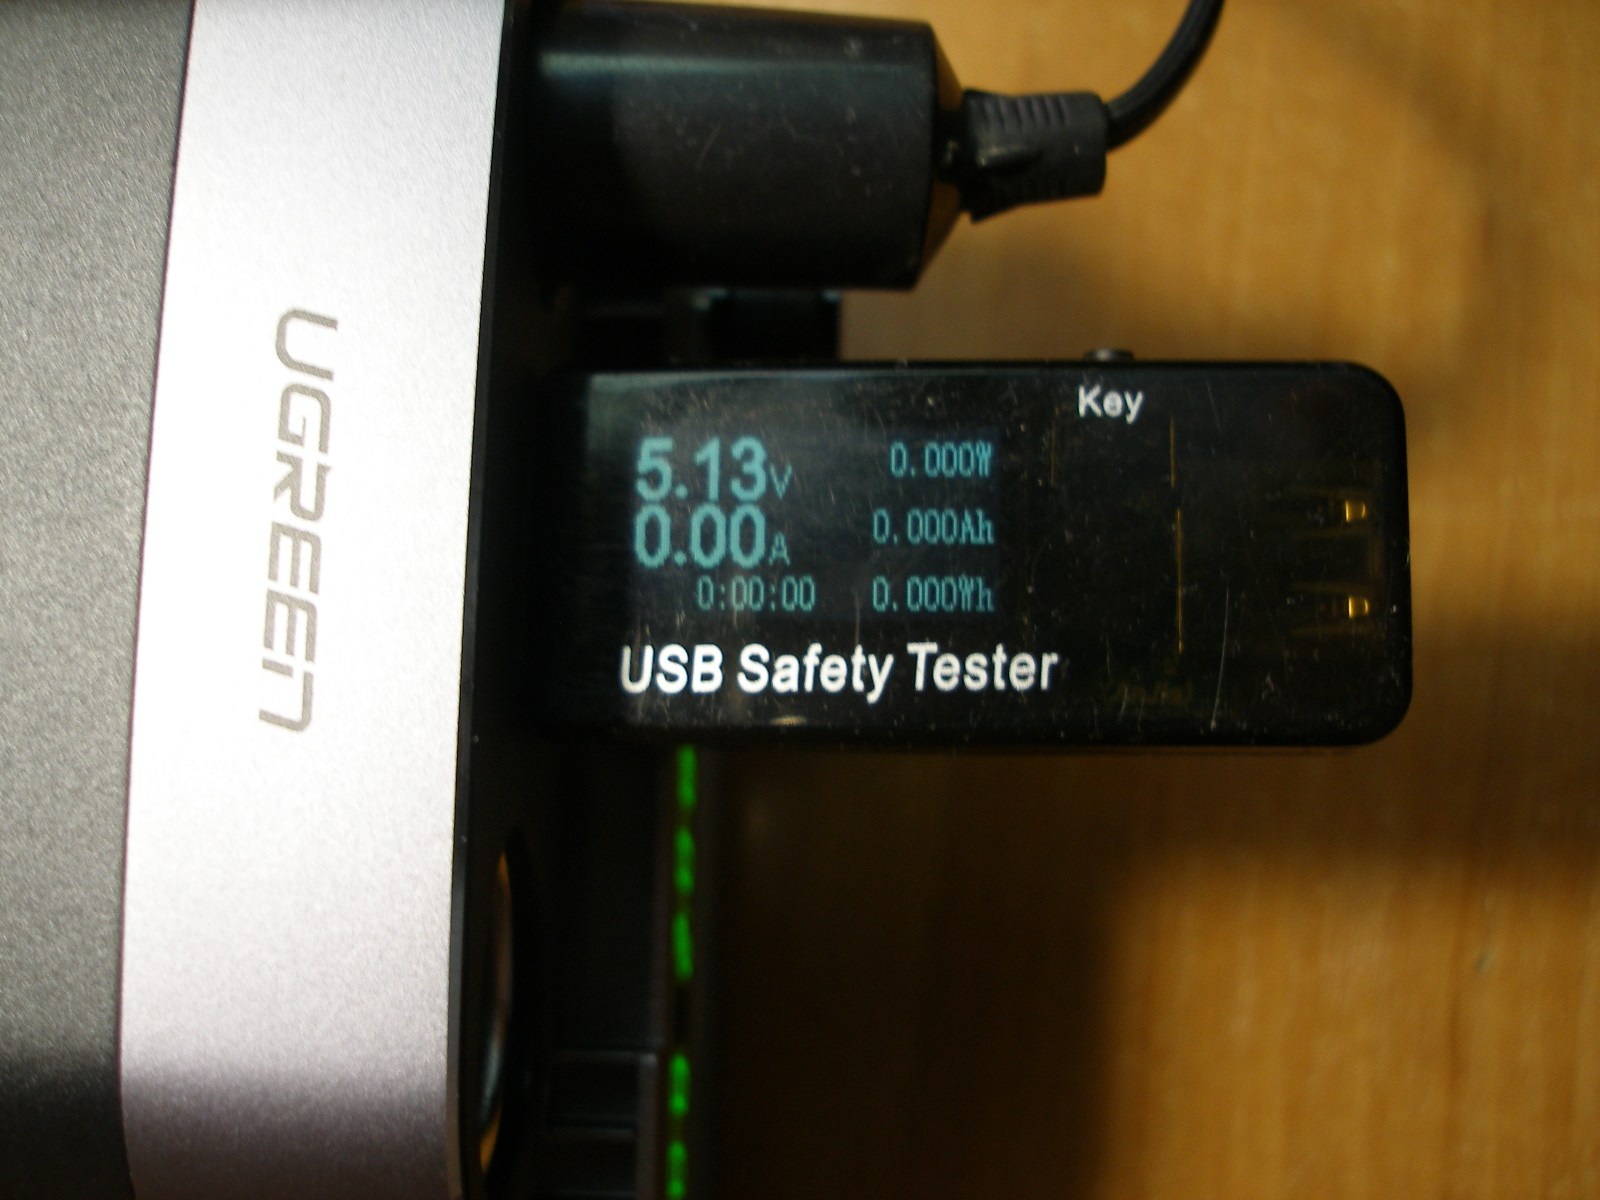 UGREEN
Key
5.13V 0.000W
0.00A 0.000Ah
0:00:00 0.000Wh
USB Safety Tester